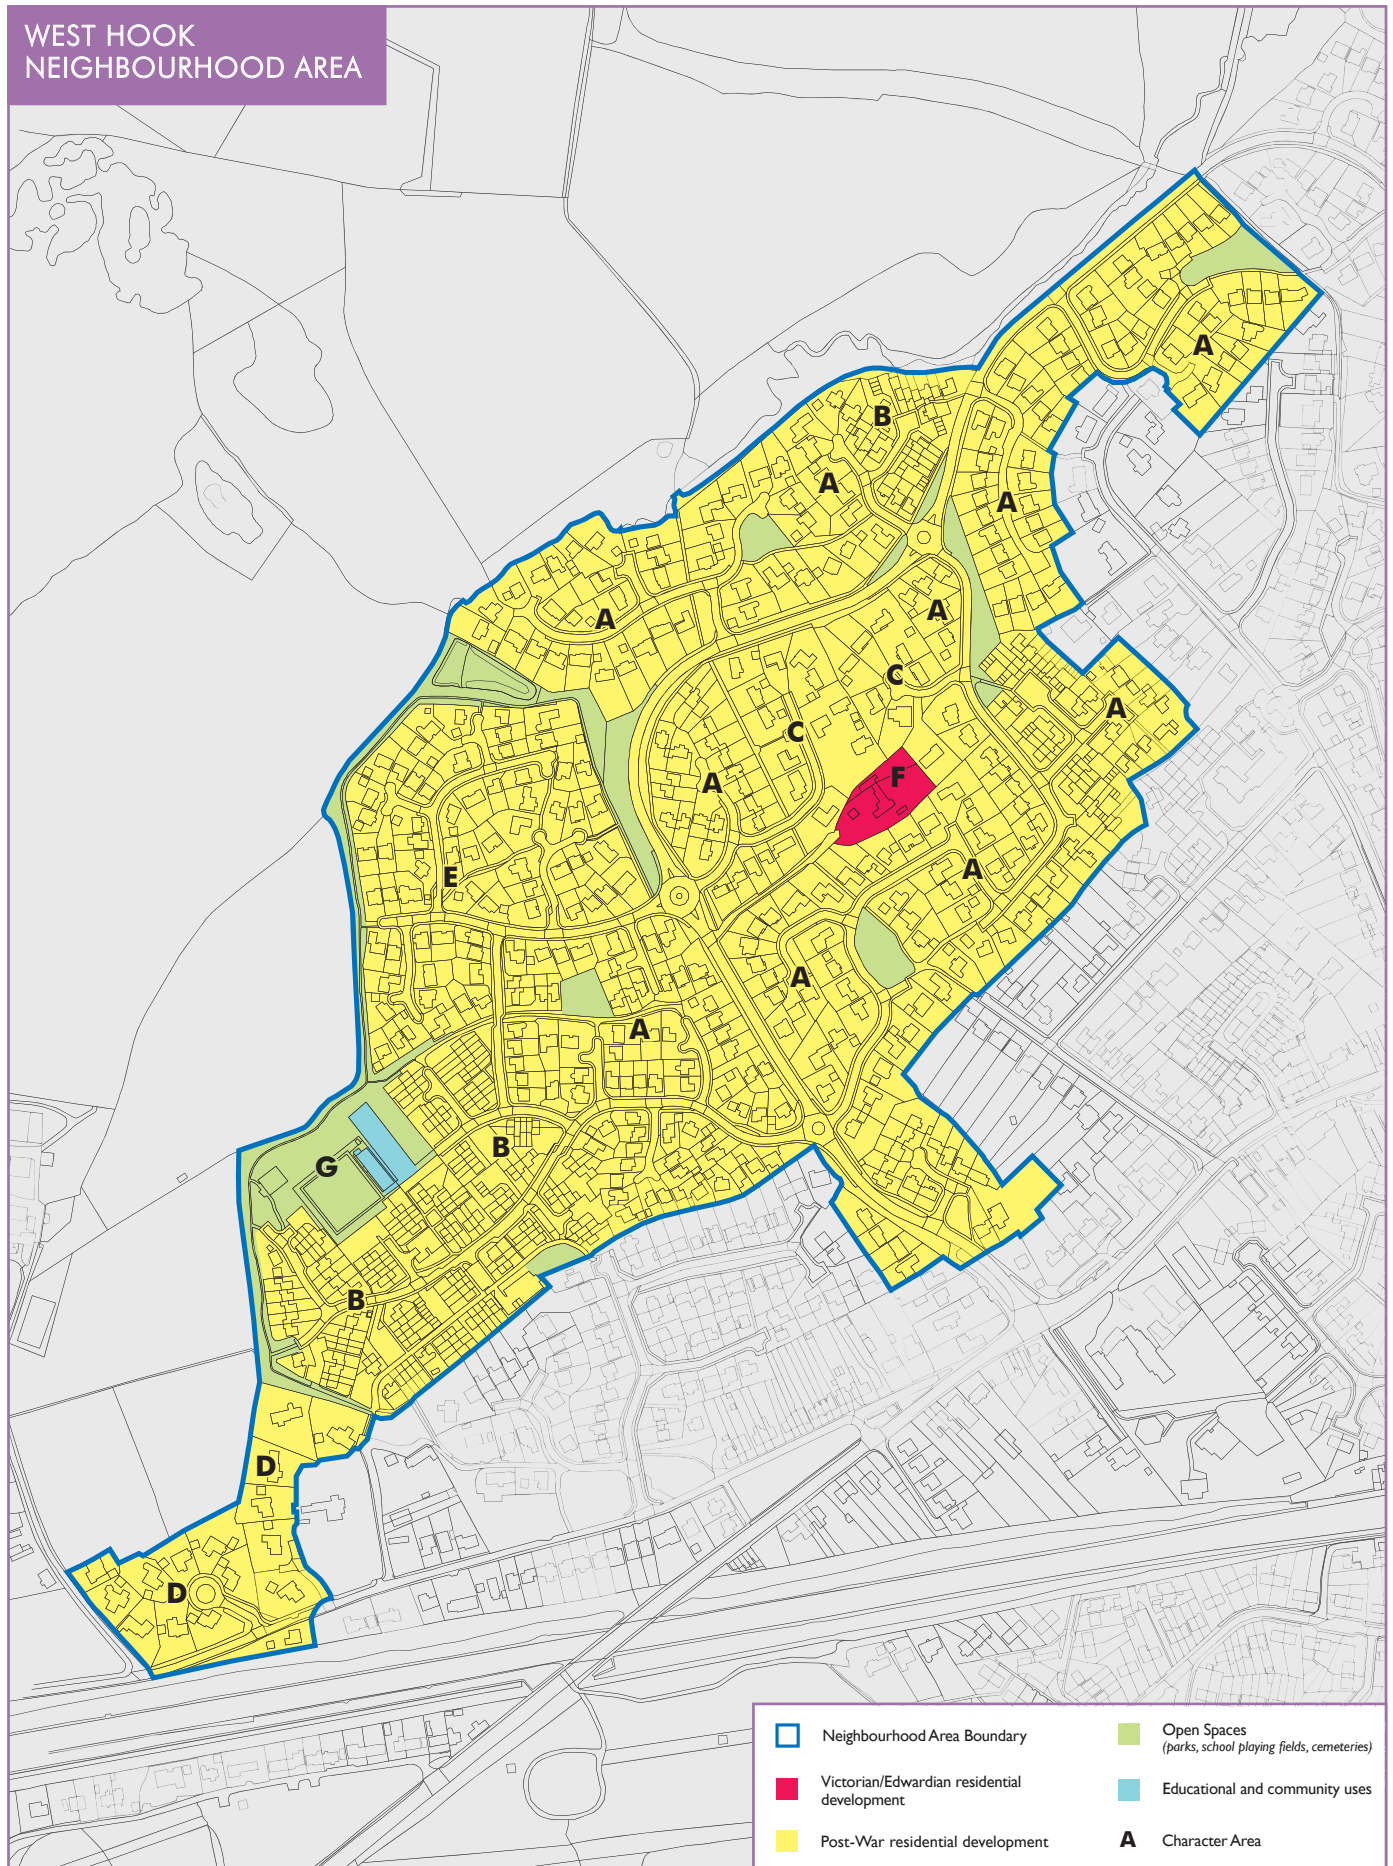 WEST HOOK
NEIGHBOURHOOD AREA
A
B
A
A
A
A
C
A
C
F
A
A
E
A
A
B
G
B
D
D
Neighbourhood Area Boundary
Victorian/Edwardian residential
development
Post-War residential development
Open Spaces
(parks, school playing fields, cemeteries)
Educational and community uses
A Character Area